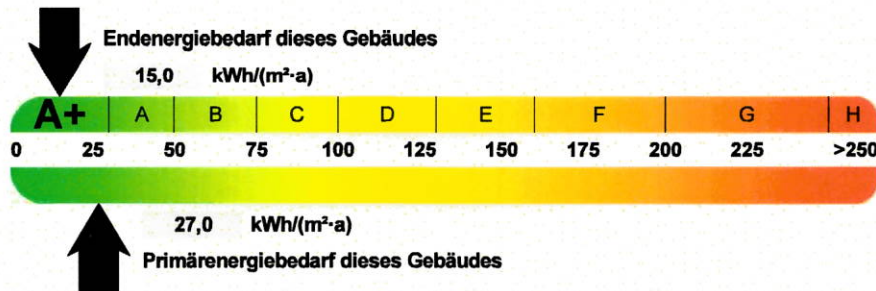 Endenergiebedarf dieses Gebäudes
15,0 kWh/(m²·a)
A+ A B C D E F G H
0 25 50 75 100 125 150 175 200 225 >250
27,0 kWh/(m²·a)
Primärenergiebedarf dieses Gebäudes